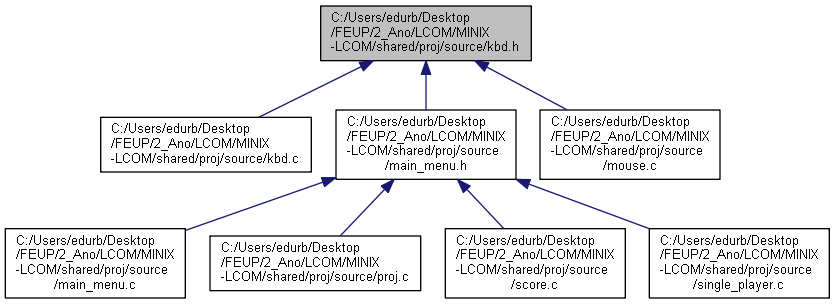 C:/Users/edurb/Desktop
/FEUP/2_Ano/LCOM/MINIX
-LCOM/shared/proj/source/kbd.h
C:/Users/edurb/Desktop
/FEUP/2_Ano/LCOM/MINIX
-LCOM/shared/proj/source/kbd.c
C:/Users/edurb/Desktop
/FEUP/2_Ano/LCOM/MINIX
-LCOM/shared/proj/source
/main_menu.h
C:/Users/edurb/Desktop
/FEUP/2_Ano/LCOM/MINIX
-LCOM/shared/proj/source
/mouse.c
C:/Users/edurb/Desktop
/FEUP/2_Ano/LCOM/MINIX
-LCOM/shared/proj/source
/main_menu.c
C:/Users/edurb/Desktop
/FEUP/2_Ano/LCOM/MINIX
-LCOM/shared/proj/source/proj.c
C:/Users/edurb/Desktop
/FEUP/2_Ano/LCOM/MINIX
-LCOM/shared/proj/source
/score.c
C:/Users/edurb/Desktop
/FEUP/2_Ano/LCOM/MINIX
-LCOM/shared/proj/source
/single_player.c